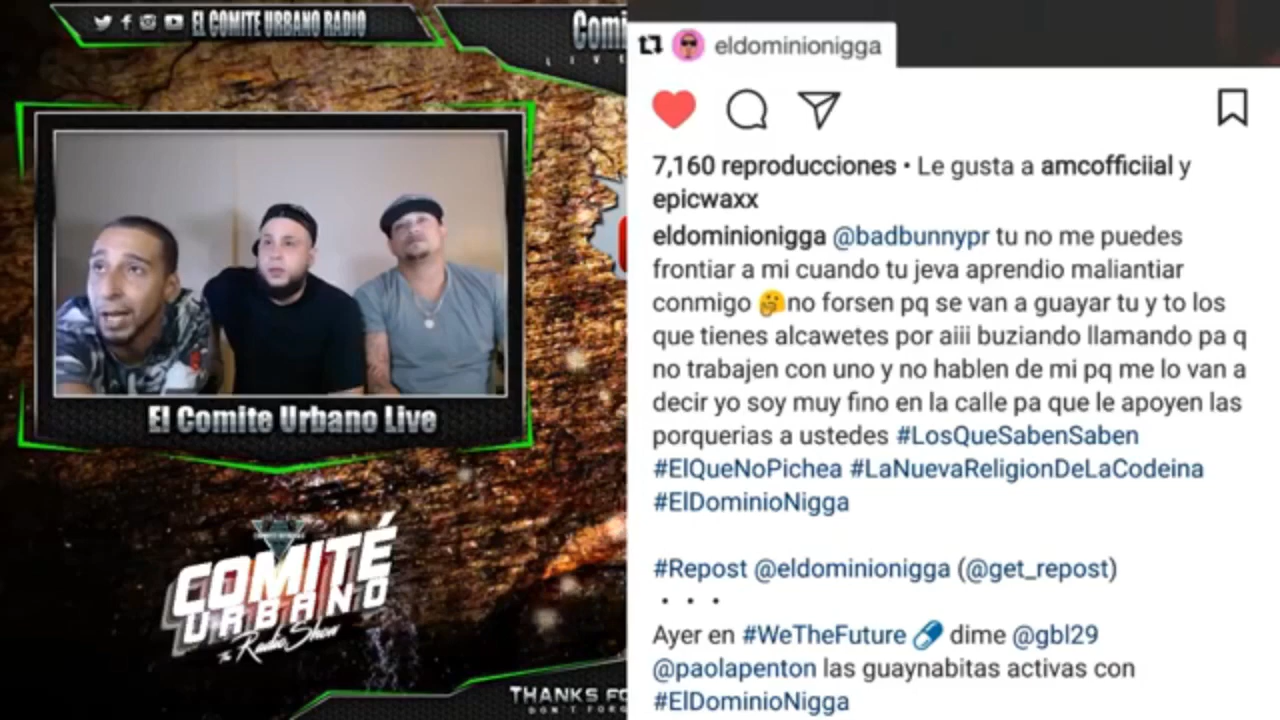 EL COMITE URBANO RADIO
Comi
L I V E
El Comite Urbano Live
COMITÉ
URBANO
The Radio Show
THANKS FO
DON'T FORG
eldominionigga
7,160 reproducciones • Le gusta a amcofficiial y
epicwaxx
eldominionigga @badbunnypr tu no me puedes
frontiar a mi cuando tu jeva aprendio maliantiar
conmigo 🤔no forsen pq se van a guayar tu y to los
que tienes alcawetes por aiii buziando llamando pa q
no trabajen con uno y no hablen de mi pq me lo van a
decir yo soy muy fino en la calle pa que le apoyen las
porquerias a ustedes #LosQueSabenSaben
#ElQueNoPichea #LaNuevaReligionDeLaCodeina
#ElDominioNigga
#Repost @eldominionigga (@get_repost)
• • •
Ayer en #WeTheFuture 💊 dime @gbl29
@paolapenton las guaynabitas activas con
#ElDominioNigga